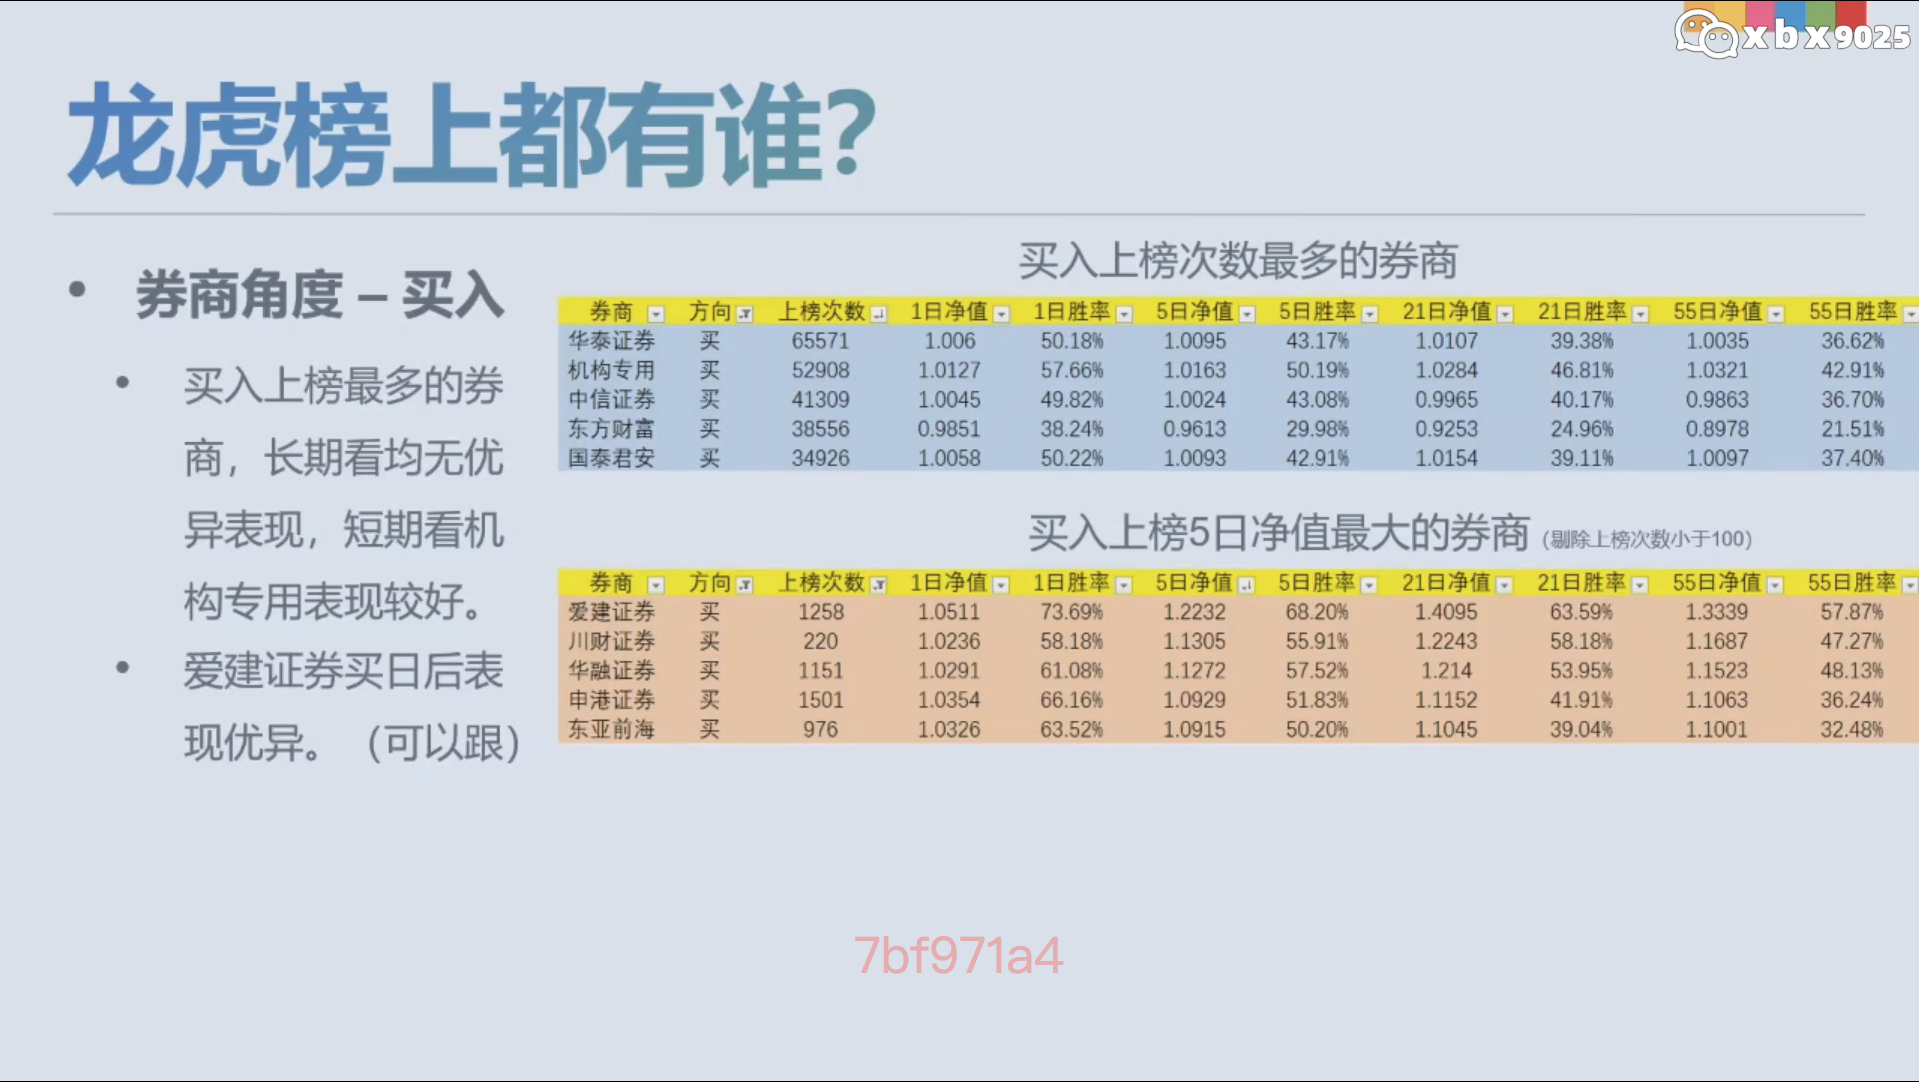 xbx9025
龙虎榜上都有谁？
• 券商角度 – 买入
• 买入上榜最多的券
商，长期看均无优
异表现，短期看机
构专用表现较好。
• 爱建证券买日后表
现优异。（可以跟）
买入上榜次数最多的券商
券商 方向 上榜次数 1日净值 1日胜率 5日净值 5日胜率 21日净值 21日胜率 55日净值 55日胜率
华泰证券 买 65571 1.006 50.18% 1.0095 43.17% 1.0107 39.38% 1.0035 36.62%
机构专用 买 52908 1.0127 57.66% 1.0163 50.19% 1.0284 46.81% 1.0321 42.91%
中信证券 买 41309 1.0045 49.82% 1.0024 43.08% 0.9965 40.17% 0.9863 36.70%
东方财富 买 38556 0.9851 38.24% 0.9613 29.98% 0.9253 24.96% 0.8978 21.51%
国泰君安 买 34926 1.0058 50.22% 1.0093 42.91% 1.0154 39.11% 1.0097 37.40%
买入上榜5日净值最大的券商 (剔除上榜次数小于100)
券商 方向 上榜次数 1日净值 1日胜率 5日净值 5日胜率 21日净值 21日胜率 55日净值 55日胜率
爱建证券 买 1258 1.0511 73.69% 1.2232 68.20% 1.4095 63.59% 1.3339 57.87%
川财证券 买 220 1.0236 58.18% 1.1305 55.91% 1.2243 58.18% 1.1687 47.27%
华融证券 买 1151 1.0291 61.08% 1.1272 57.52% 1.214 53.95% 1.1523 48.13%
申港证券 买 1501 1.0354 66.16% 1.0929 51.83% 1.1152 41.91% 1.1063 36.24%
东亚前海 买 976 1.0326 63.52% 1.0915 50.20% 1.1045 39.04% 1.1001 32.48%
7bf971a4